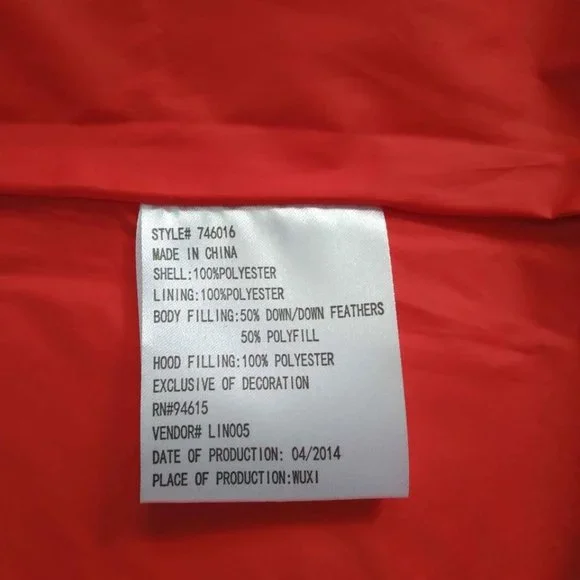 STYLE# 746016
MADE IN CHINA
SHELL:100%POLYESTER
LINING:100%POLYESTER
BODY FILLING:50% DOWN/DOWN FEATHERS
50% POLYFILL
HOOD FILLING:100% POLYESTER
EXCLUSIVE OF DECORATION
RN#94615
VENDOR# LIN005
DATE OF PRODUCTION: 04/2014
PLACE OF PRODUCTION:WUXI